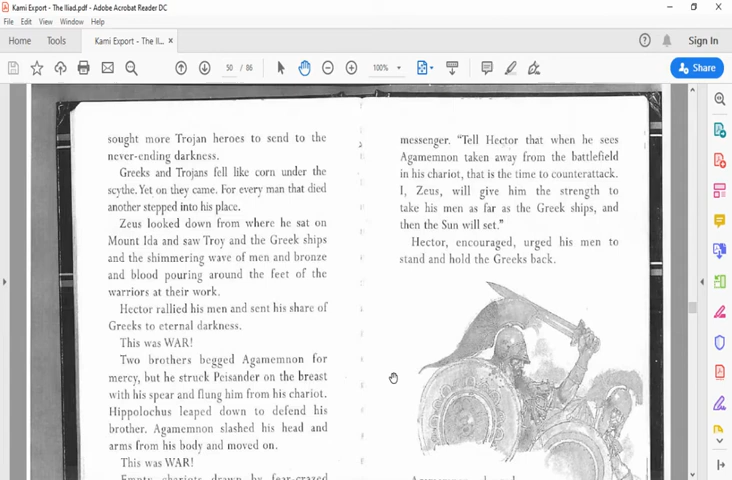 Kami Export - The Iliad.pdf - Adobe Acrobat Reader DC
File Edit View Window Help
Home Tools Kami Export - The Il... × Sign In
50 / 86 100% Share
sought more Trojan heroes to send to the
never-ending darkness.
Greeks and Trojans fell like corn under the
scythe. Yet on they came. For every man that died
another stepped into his place.
Zeus looked down from where he sat on
Mount Ida and saw Troy and the Greek ships
and the shimmering wave of men and bronze
and blood pouring around the feet of the
warriors at their work.
Hector rallied his men and sent his share of
Greeks to eternal darkness.
This was WAR!
Two brothers begged Agamemnon for
mercy, but he struck Peisander on the breast
with his spear and flung him from his chariot.
Hippolochus leaped down to defend his
brother. Agamemnon slashed his head and
arms from his body and moved on.
This was WAR!
Empty chariots drawn by fear-crazed
messenger. “Tell Hector that when he sees
Agamemnon taken away from the battlefield
in his chariot, that is the time to counterattack.
I, Zeus, will give him the strength to
take his men as far as the Greek ships, and
then the Sun will set.”
Hector, encouraged, urged his men to
stand and hold the Greeks back.